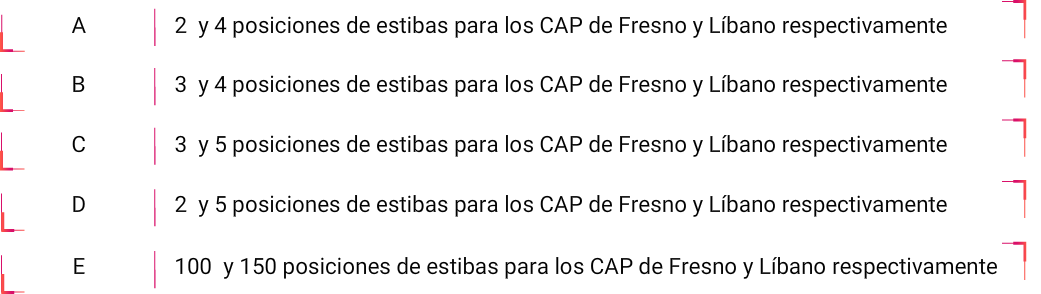 A 2 y 4 posiciones de estibas para los CAP de Fresno y Líbano respectivamente
B 3 y 4 posiciones de estibas para los CAP de Fresno y Líbano respectivamente
C 3 y 5 posiciones de estibas para los CAP de Fresno y Líbano respectivamente
D 2 y 5 posiciones de estibas para los CAP de Fresno y Líbano respectivamente
E 100 y 150 posiciones de estibas para los CAP de Fresno y Líbano respectivamente